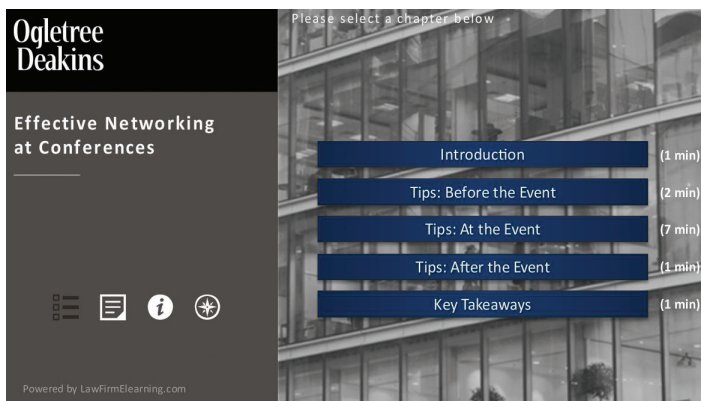 Ogletree
Deakins
Effective Networking
at Conferences
Powered by LawFirmElearning.com
Please select a chapter below
Introduction (1 min)
Tips: Before the Event (2 min)
Tips: At the Event (7 min)
Tips: After the Event (1 min)
Key Takeaways (1 min)